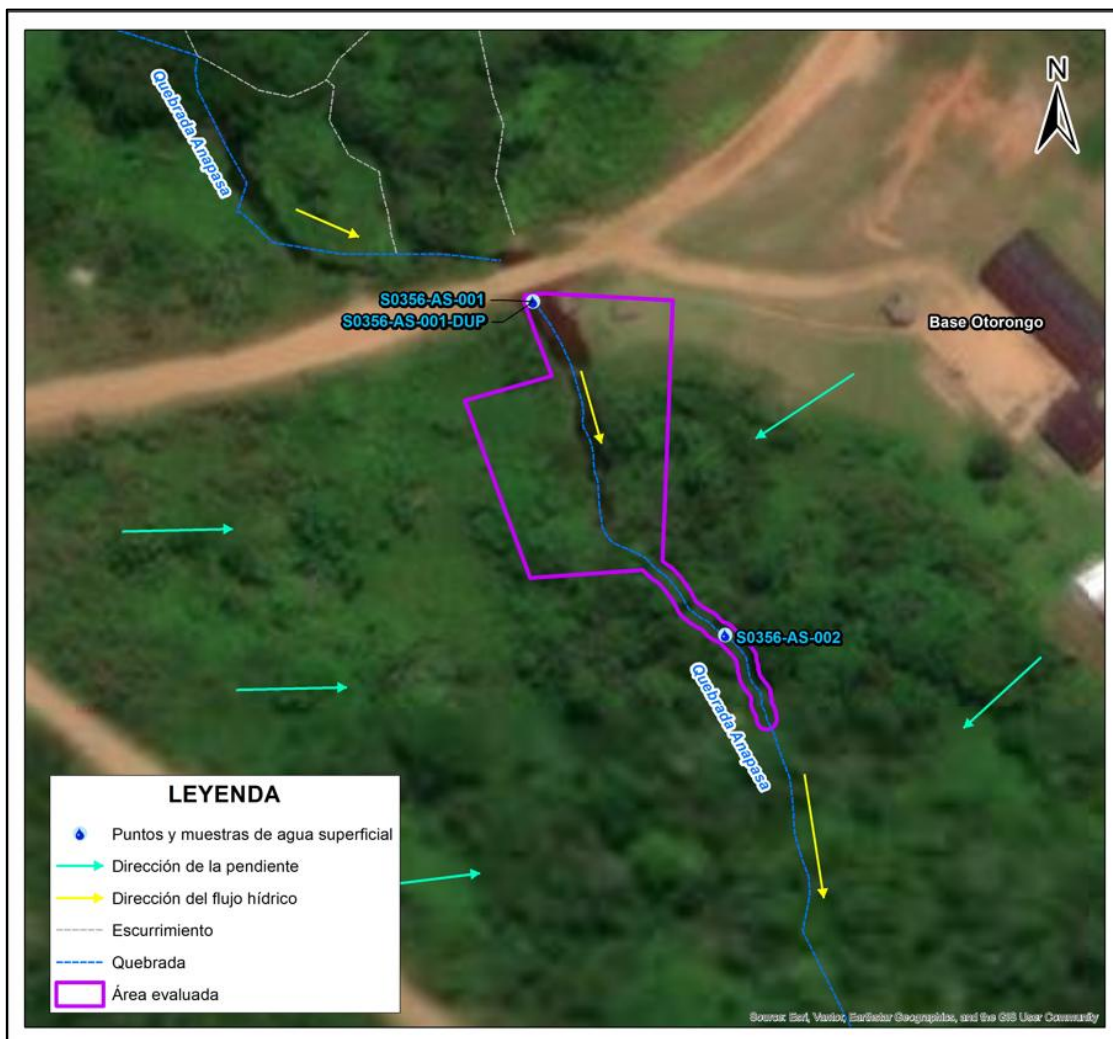 N
Quebrada Anapasa
S0356-AS-001
S0356-AS-001-DUP
Base Otorongo
S0356-AS-002
Quebrada Anapasa
LEYENDA
Puntos y muestras de agua superficial
Dirección de la pendiente
Dirección del flujo hídrico
Escurrimiento
Quebrada
Área evaluada
Source: Esri, Vantor, Earthstar Geographics, and the GIS User Community